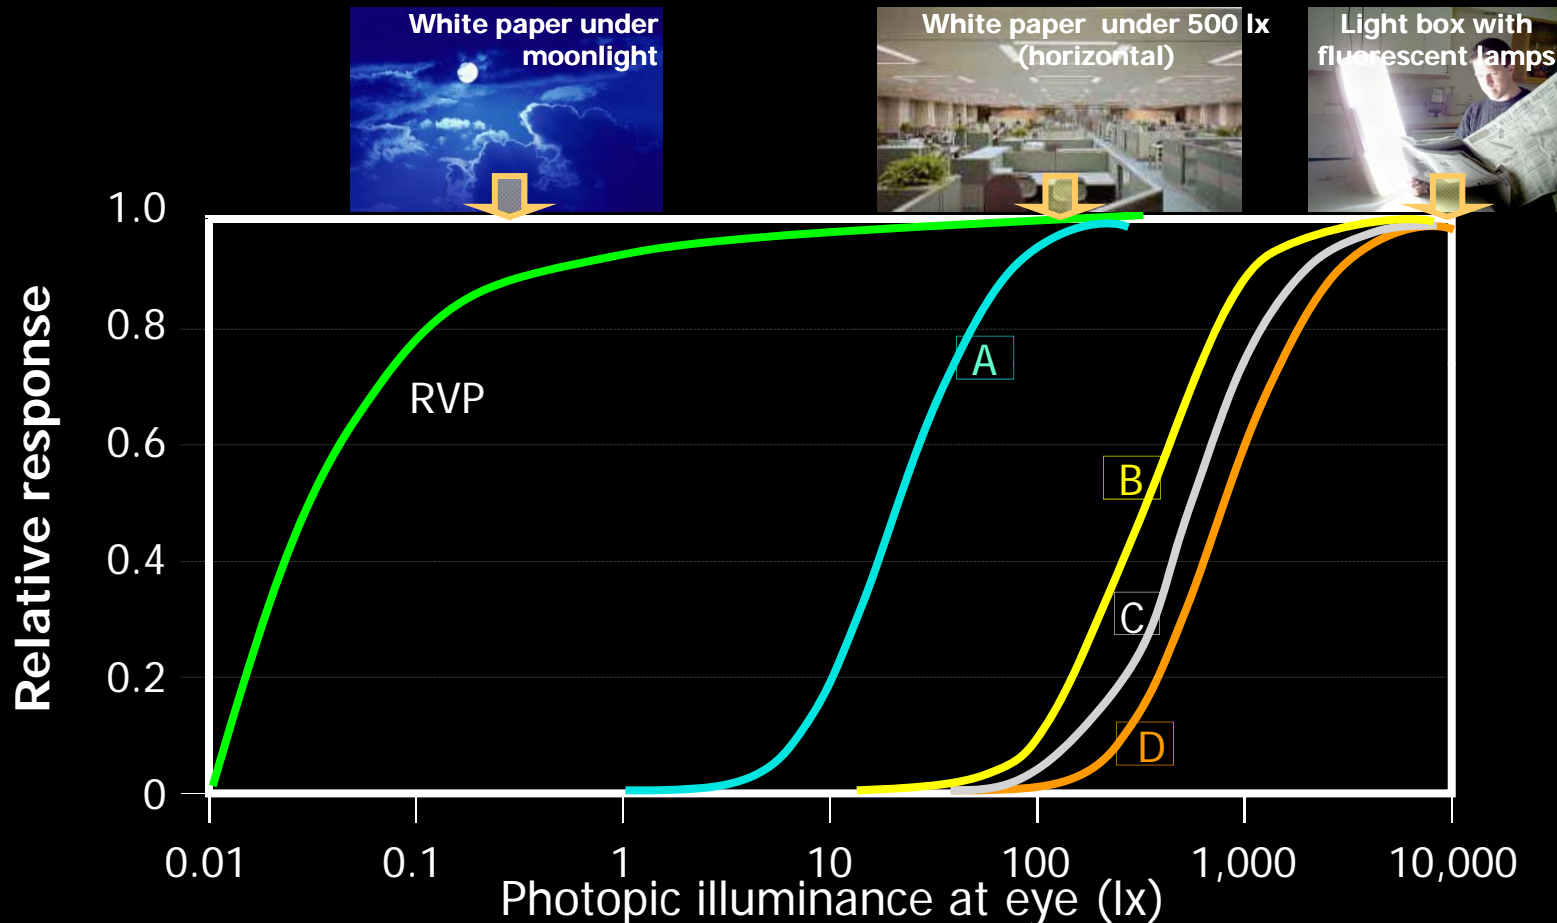 White paper under
moonlight
White paper  under 500 lx
(horizontal)
Light box with
fluorescent lamps
1.0
0.8
0.6
0.4
0.2
0
Relative response
RVP
A
B
C
D
0.01
0.1
1
10
100
1,000
10,000
Photopic illuminance at eye (lx)